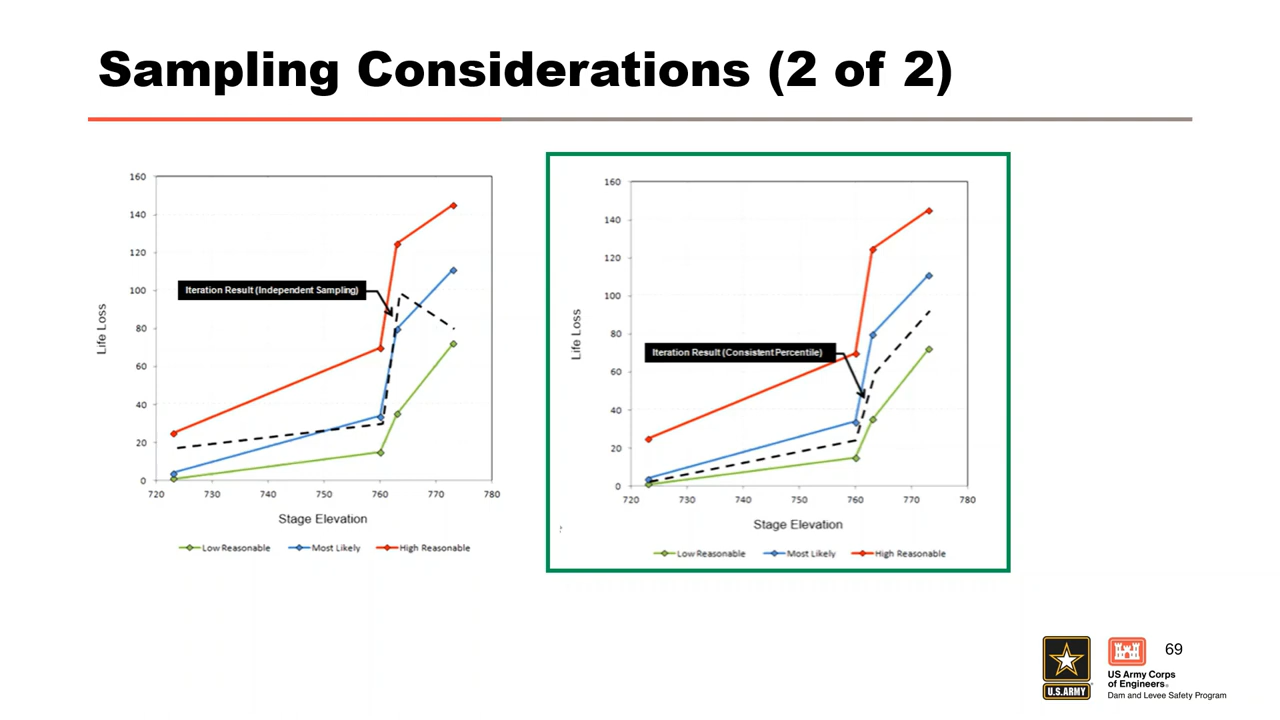 Sampling Considerations (2 of 2)
160
140
120
100
80
60
40
20
0
720 730 740 750 760 770 780
Life Loss
Iteration Result (Independent Sampling)
Stage Elevation
Low Reasonable Most Likely High Reasonable
160
140
120
100
80
60
40
20
0
720 730 740 750 760 770 780
Life Loss
Iteration Result (Consistent Percentile)
Stage Elevation
Low Reasonable Most Likely High Reasonable
U.S.ARMY
US Army Corps
of Engineers®
Dam and Levee Safety Program
69